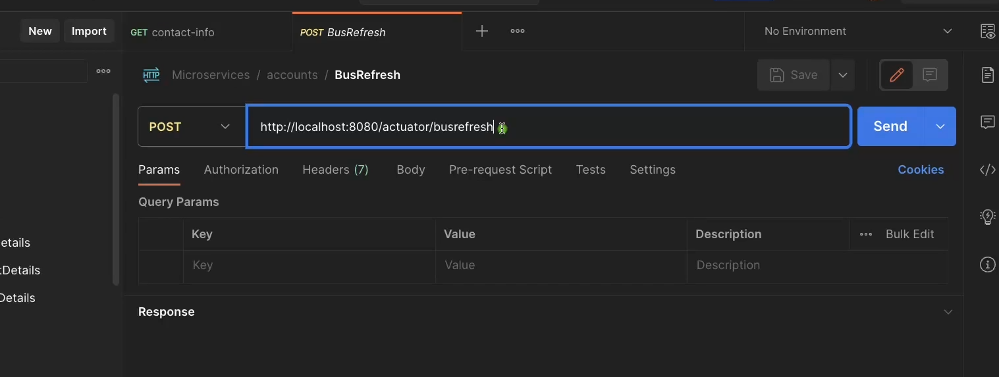 New Import GET contact-info POST BusRefresh No Environment
HTTP Microservices / accounts / BusRefresh Save
POST http://localhost:8080/actuator/busrefresh Send
Params Authorization Headers (7) Body Pre-request Script Tests Settings Cookies
Query Params
Key Value Description Bulk Edit
Key Value Description
etails
tDetails
Details
Response